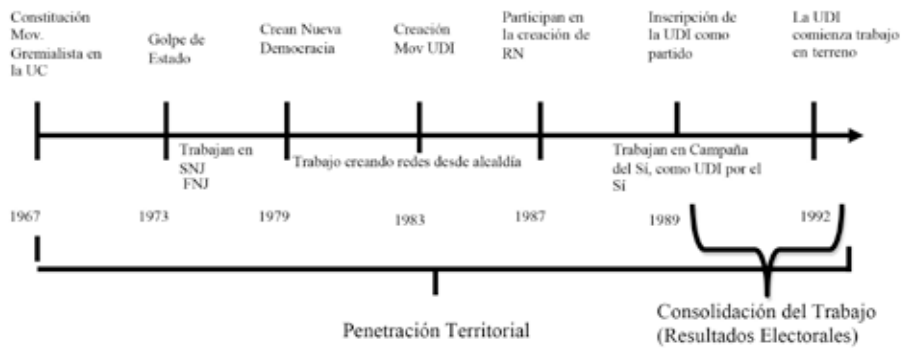 Constitución
Mov.
Gremialista en
la UC
Golpe de
Estado
Crean Nueva
Democracia
Creación
Mov UDI
Participan en
la creación de
RN
Inscripción de
la UDI como
partido
La UDI
comienza trabajo
en terreno
Trabajan en
SNJ
FNJ
Trabajo creando redes desde alcaldía
Trabajan en Campaña
del Sí, como UDI por el
Sí
1967
1973
1979
1983
1987
1989
1992
Penetración Territorial
Consolidación del Trabajo
(Resultados Electorales)